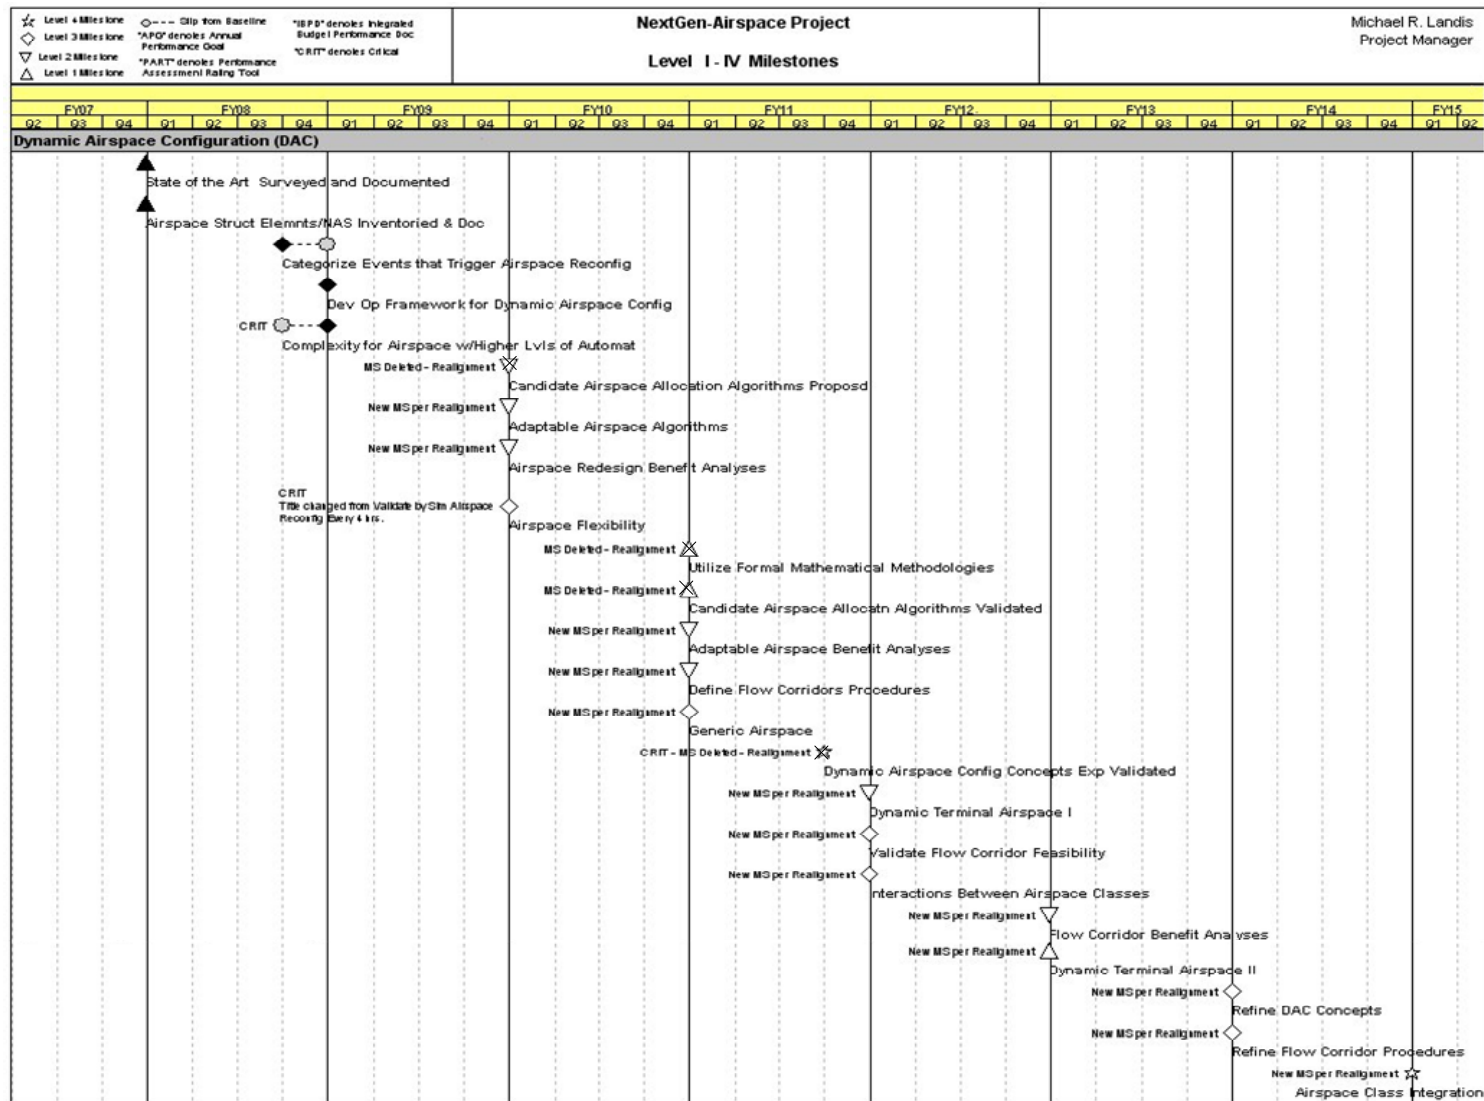 Level 4 Milestone
Slip from Baseline
"IBPD" denotes Integrated
Budget Performance Doc
Level 3 Milestone
"APG" denotes Annual
Performance Goal
"CRIT" denotes Critical
Level 2 Milestone
"PART" denotes Performance
Assessment Rating Tool
Level 1 Milestone
NextGen-Airspace Project
Level I - IV Milestones
Michael R. Landis
Project Manager
FY07 FY08 FY09 FY10 FY11 FY12 FY13 FY14 FY15
Q2 Q3 Q4 Q1 Q2 Q3 Q4 Q1 Q2 Q3 Q4 Q1 Q2 Q3 Q4 Q1 Q2 Q3 Q4 Q1 Q2 Q3 Q4 Q1 Q2 Q3 Q4 Q1 Q2 Q3 Q4 Q1 Q2
Dynamic Airspace Configuration (DAC)
State of the Art Surveyed and Documented
Airspace Struct Elemnts/NAS Inventoried & Doc
Categorize Events that Trigger Airspace Reconfig
Dev Op Framework for Dynamic Airspace Config
CRIT
Complexity for Airspace w/Higher Lvls of Automat
MS Deleted - Realignment
Candidate Airspace Allocation Algorithms Proposd
New MS per Realignment
Adaptable Airspace Algorithms
New MS per Realignment
Airspace Redesign Benefit Analyses
CRIT
Title changed from Validate by Sim Airspace
Reconfig Every 4 hrs.
Airspace Flexibility
MS Deleted - Realignment
Utilize Formal Mathematical Methodologies
MS Deleted - Realignment
Candidate Airspace Allocatn Algorithms Validated
New MS per Realignment
Adaptable Airspace Benefit Analyses
New MS per Realignment
Define Flow Corridors Procedures
New MS per Realignment
Generic Airspace
CRIT - MS Deleted - Realignment
Dynamic Airspace Config Concepts Exp Validated
New MS per Realignment
Dynamic Terminal Airspace I
New MS per Realignment
Validate Flow Corridor Feasibility
New MS per Realignment
Interactions Between Airspace Classes
New MS per Realignment
Flow Corridor Benefit Analyses
New MS per Realignment
Dynamic Terminal Airspace II
New MS per Realignment
Refine DAC Concepts
New MS per Realignment
Refine Flow Corridor Procedures
New MS per Realignment
Airspace Class Integration